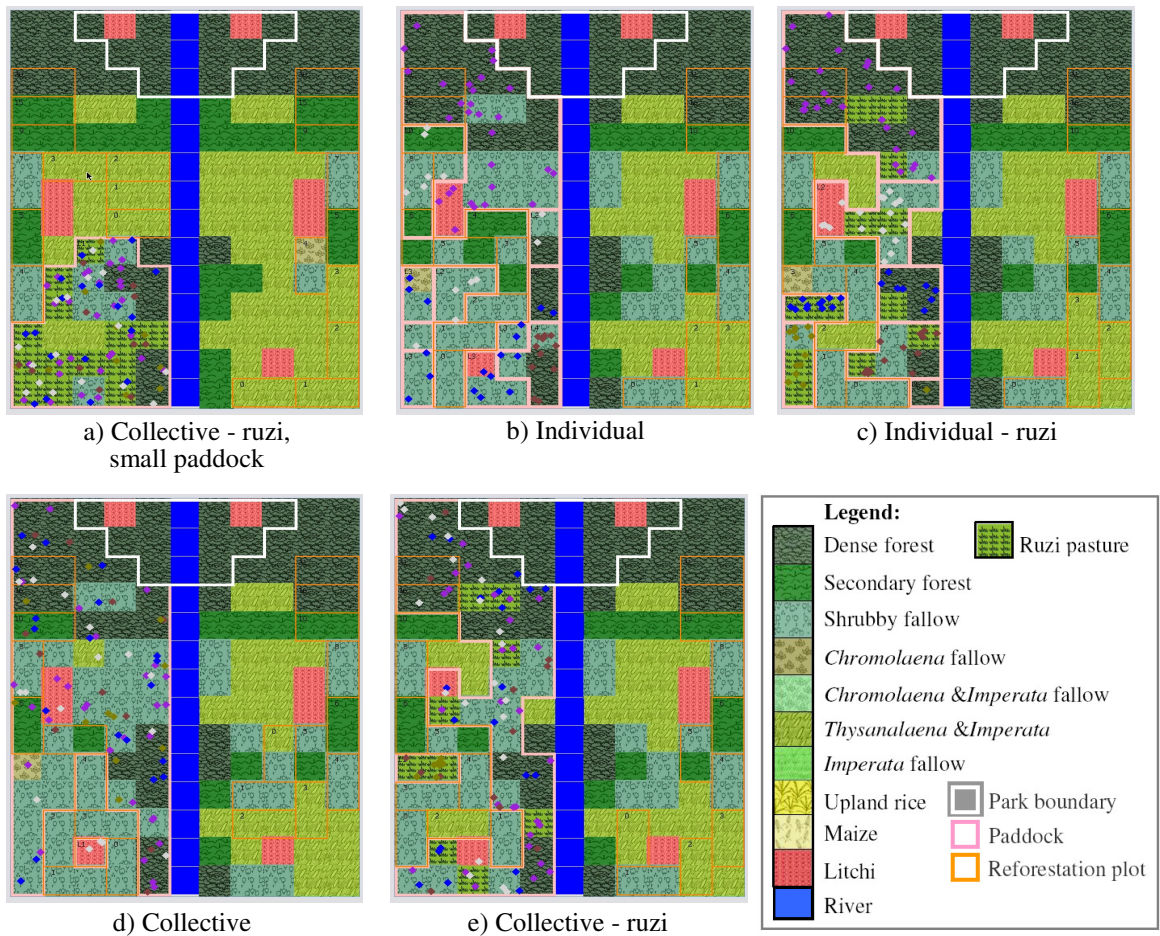 a) Collective - ruzi,
small paddock
b) Individual
c) Individual - ruzi
d) Collective
e) Collective - ruzi
Legend:
Dense forest
Ruzi pasture
Secondary forest
Shrubby fallow
Chromolaena fallow
Chromolaena &Imperata fallow
Thysanalaena &Imperata
Imperata fallow
Upland rice
Park boundary
Maize
Paddock
Litchi
Reforestation plot
River